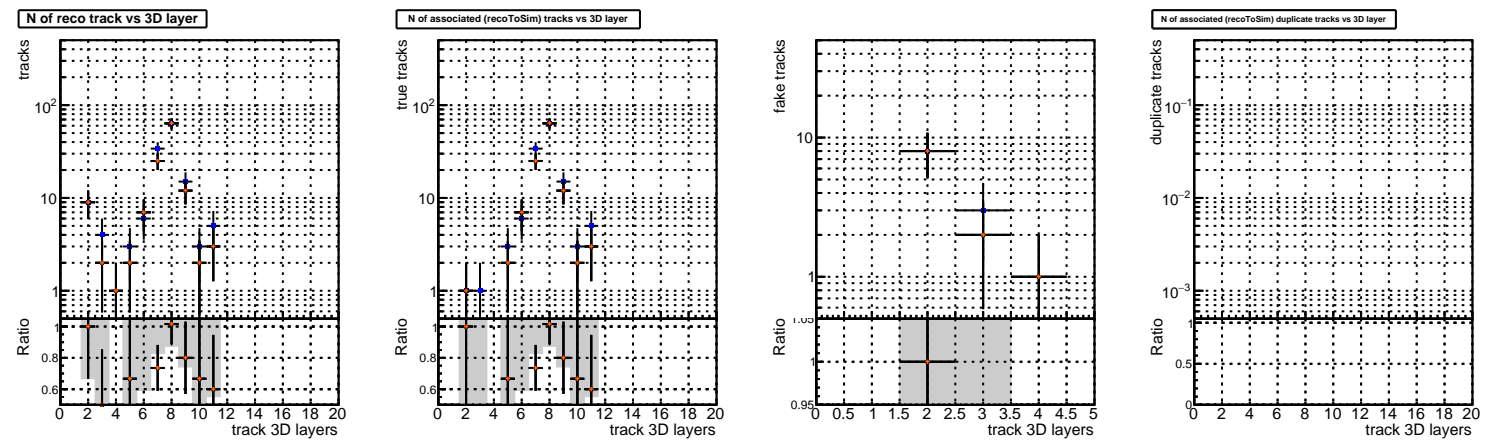 N of reco track vs 3D layer
tracks
10²
10
1
Ratio
1
0.8
0.6
0 2 4 6 8 10 12 14 16 18 20
track 3D layers
N of associated (recoToSim) tracks vs 3D layer
true tracks
10²
10
1
Ratio
1
0.8
0.6
0 2 4 6 8 10 12 14 16 18 20
track 3D layers
fake tracks
10
1
Ratio
1.05
1
0.95
0 0.5 1 1.5 2 2.5 3 3.5 4 4.5 5
track 3D layers
N of associated (recoToSim) duplicate tracks vs 3D layer
duplicate tracks
10⁻¹
10⁻²
10⁻³
Ratio
1
0.5
0
0 2 4 6 8 10 12 14 16 18 20
track 3D layers